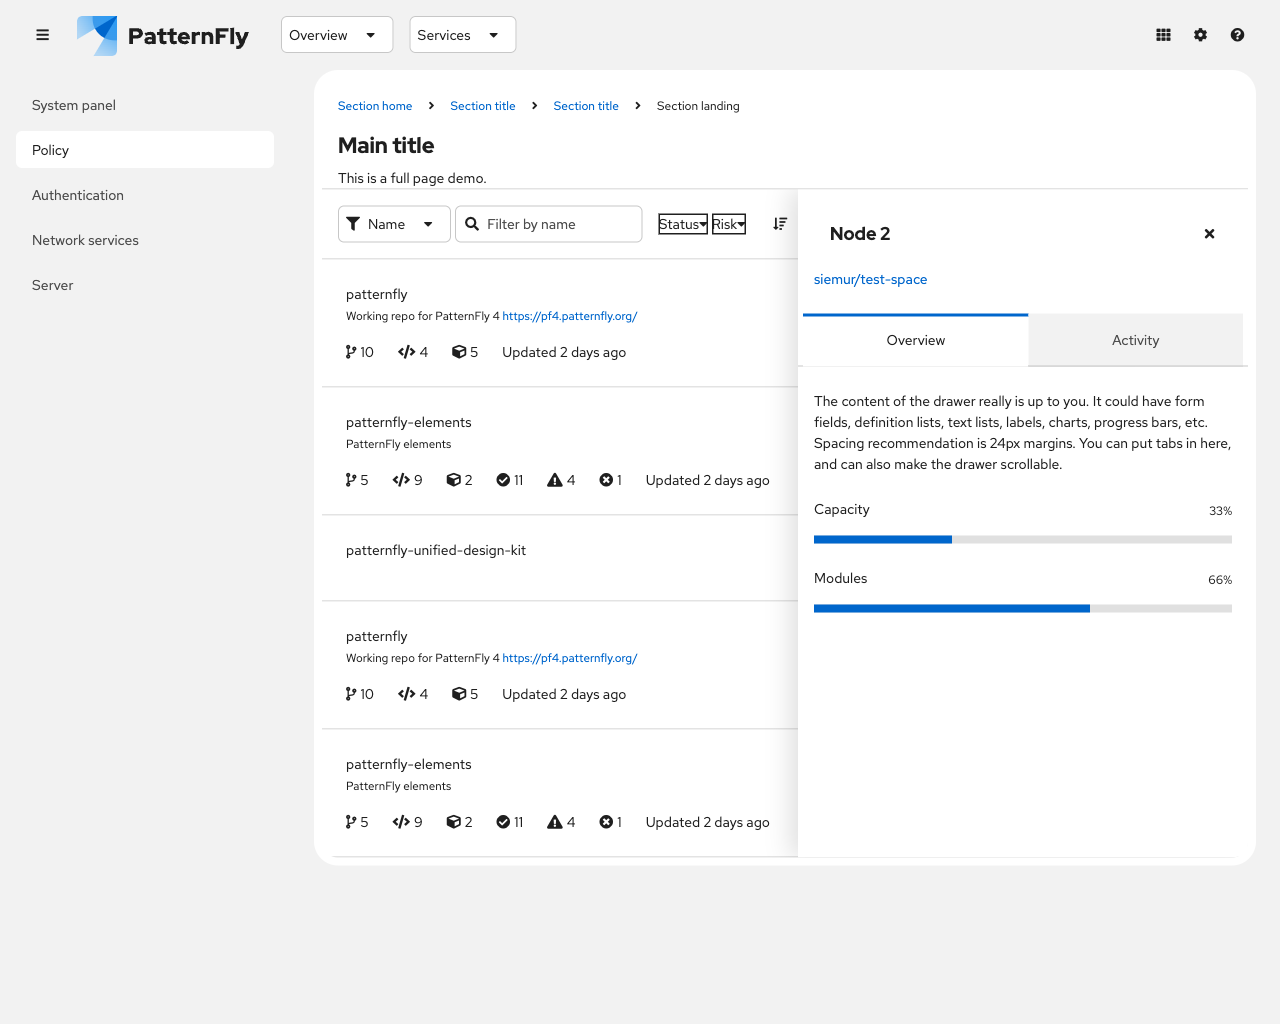 PatternFly
Overview
Services
System panel
Policy
Authentication
Network services
Server
Section home
Section title
Section title
Section landing
Main title
This is a full page demo.
Name
Filter by name
Status
Risk
patternfly
Working repo for PatternFly 4 https://pf4.patternfly.org/
10 4 5 Updated 2 days ago
patternfly-elements
PatternFly elements
5 9 2 11 4 1 Updated 2 days ago
patternfly-unified-design-kit
patternfly
Working repo for PatternFly 4 https://pf4.patternfly.org/
10 4 5 Updated 2 days ago
patternfly-elements
PatternFly elements
5 9 2 11 4 1 Updated 2 days ago
Node 2
siemur/test-space
Overview
Activity
The content of the drawer really is up to you. It could have form
fields, definition lists, text lists, labels, charts, progress bars, etc.
Spacing recommendation is 24px margins. You can put tabs in here,
and can also make the drawer scrollable.
Capacity
33%
Modules
66%